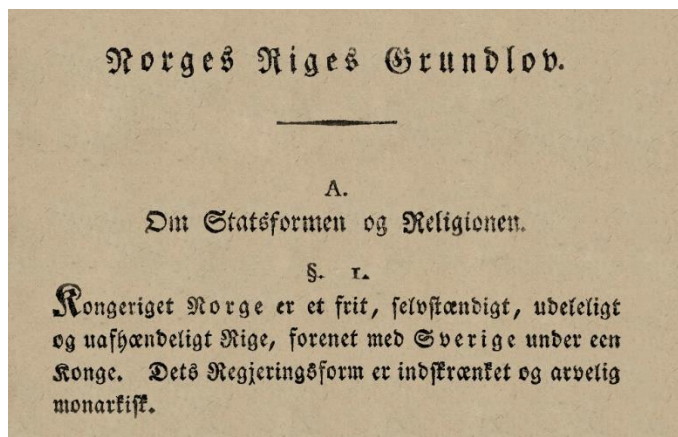 Norges Riges Grundlov.
A.
Om Statsformen og Religionen.
§. 1.
Kongeriget Norge er et frit, selvstændigt, udeleligt
og uafhændeligt Rige, forenet med Sverige under een
Konge. Dets Regjeringsform er indskrænket og arvelig
monarkisk.